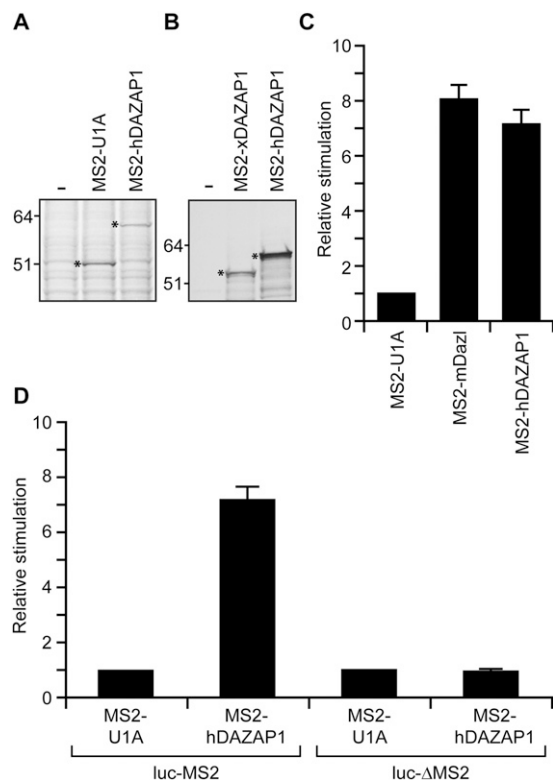 A
–
MS2-U1A
MS2-hDAZAP1
64
51
*
*
B
–
MS2-xDAZAP1
MS2-hDAZAP1
64
51
*
*
C
Relative stimulation
10
8
6
4
2
0
MS2-U1A
MS2-mDazl
MS2-hDAZAP1
D
Relative stimulation
10
8
6
4
2
0
MS2-
U1A
MS2-
hDAZAP1
MS2-
U1A
MS2-
hDAZAP1
luc-MS2
luc-ΔMS2